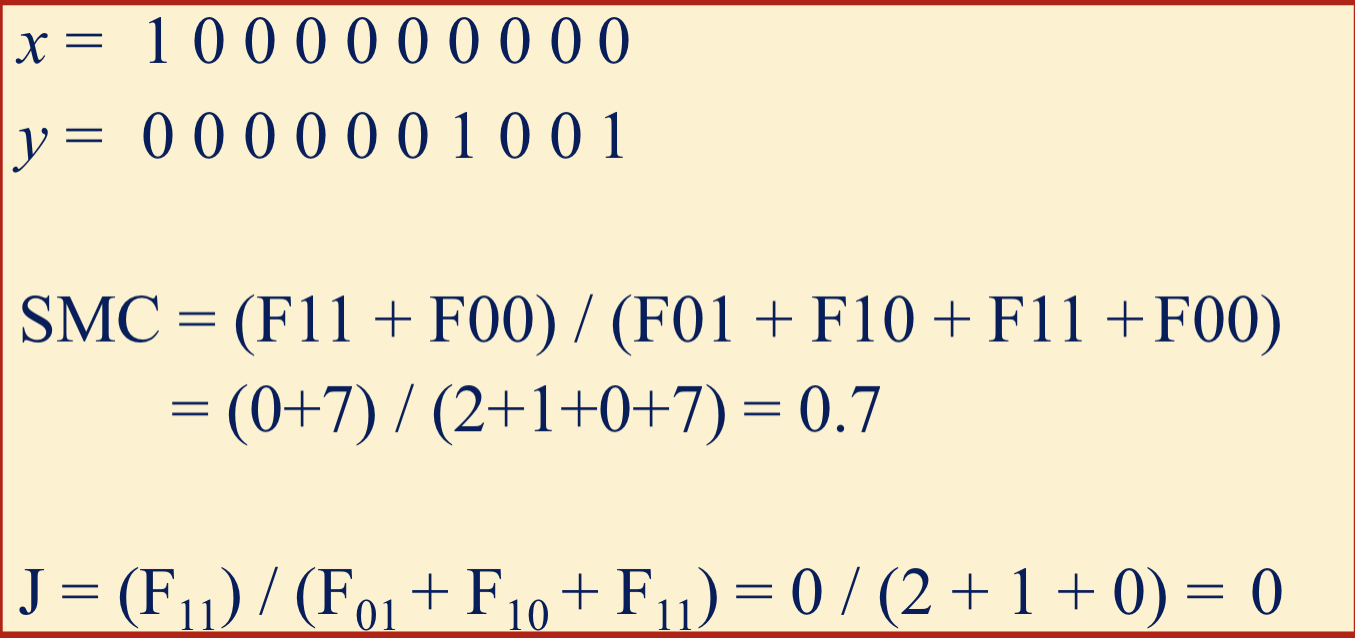 x = 1 0 0 0 0 0 0 0 0 0
y = 0 0 0 0 0 0 1 0 0 1
SMC = (F11 + F00) / (F01 + F10 + F11 + F00)
= (0+7) / (2+1+0+7) = 0.7
J = (F₁₁) / (F₀₁ + F₁₀ + F₁₁) = 0 / (2 + 1 + 0) = 0